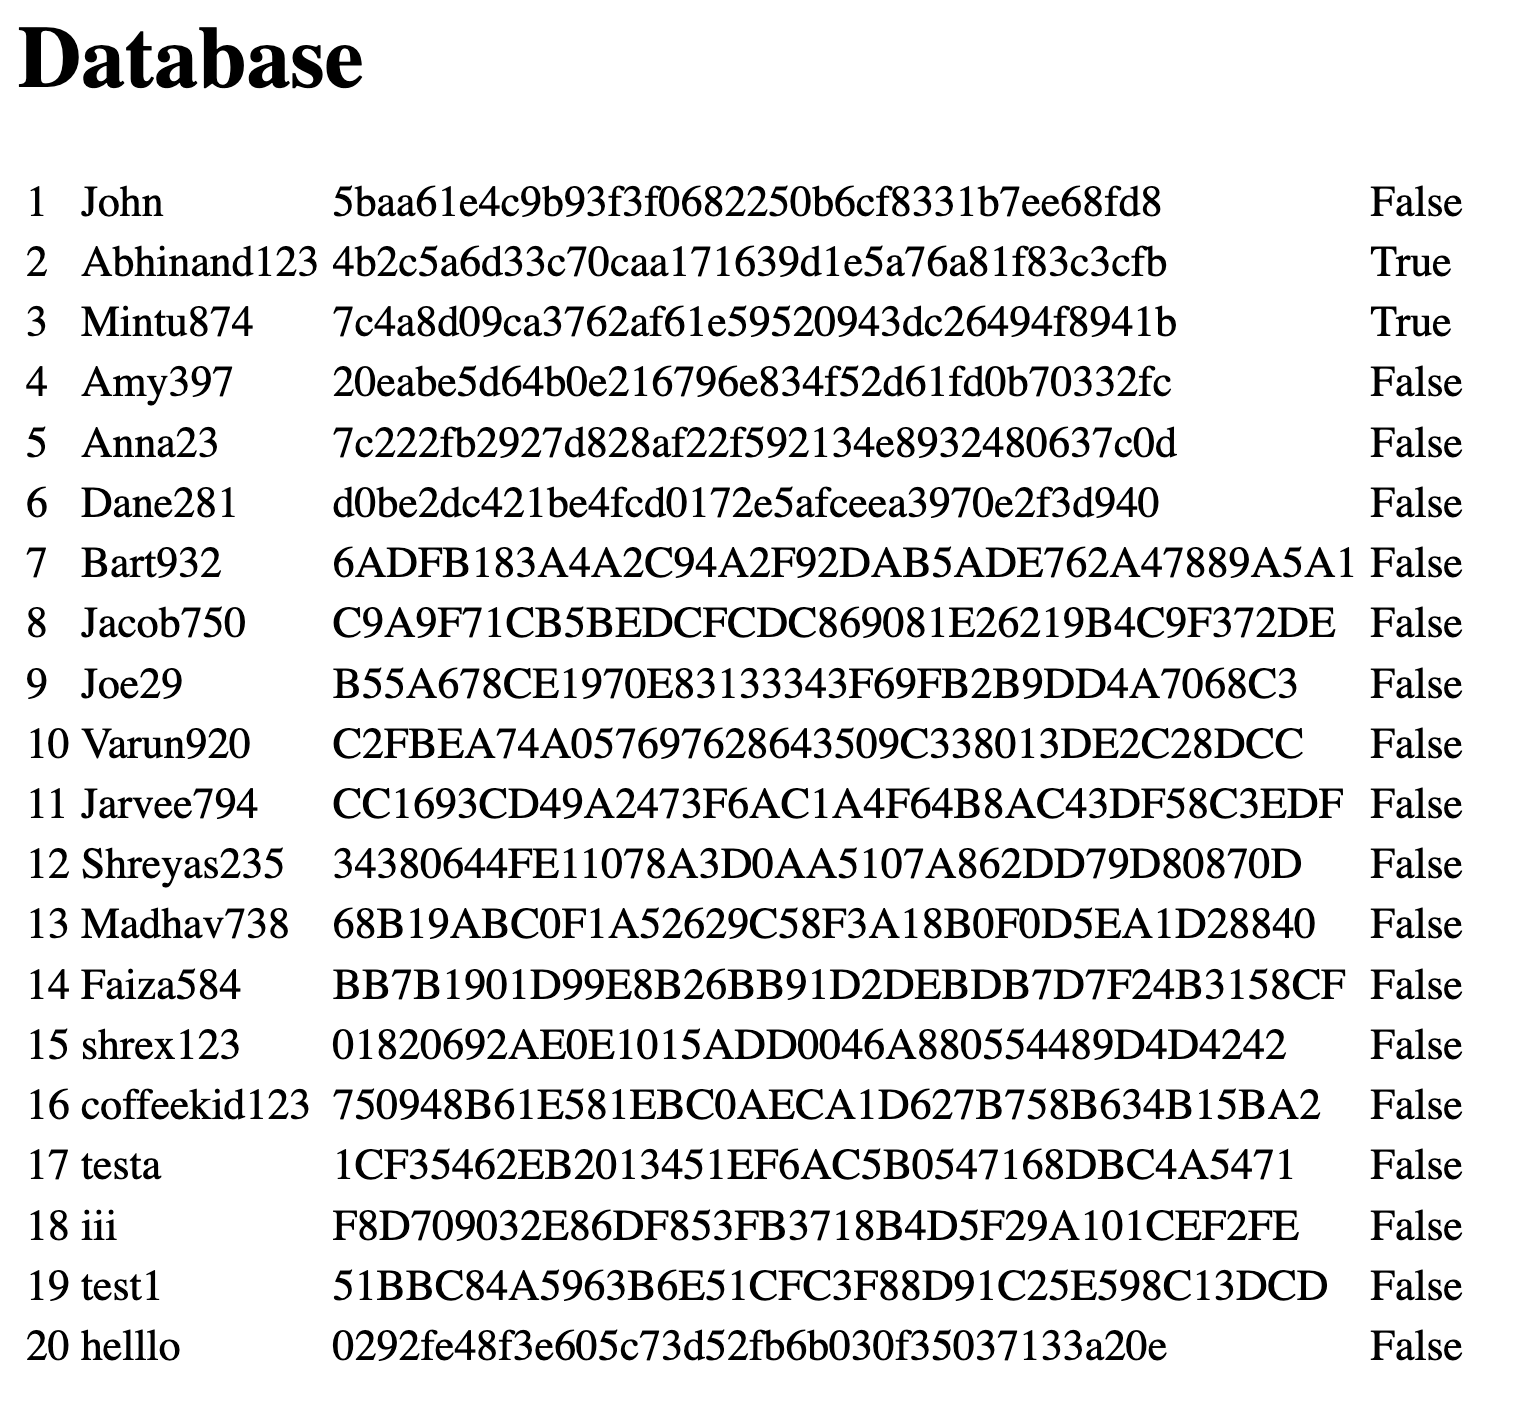 Database
1 John 5baa61e4c9b93f3f0682250b6cf8331b7ee68fd8 False
2 Abhinand123 4b2c5a6d33c70caa171639d1e5a76a81f83c3cfb True
3 Mintu874 7c4a8d09ca3762af61e59520943dc26494f8941b True
4 Amy397 20eabe5d64b0e216796e834f52d61fd0b70332fc False
5 Anna23 7c222fb2927d828af22f592134e8932480637c0d False
6 Dane281 d0be2dc421be4fcd0172e5afceea3970e2f3d940 False
7 Bart932 6ADFB183A4A2C94A2F92DAB5ADE762A47889A5A1 False
8 Jacob750 C9A9F71CB5BEDCFCDC869081E26219B4C9F372DE False
9 Joe29 B55A678CE1970E83133343F69FB2B9DD4A7068C3 False
10 Varun920 C2FBEA74A057697628643509C338013DE2C28DCC False
11 Jarvee794 CC1693CD49A2473F6AC1A4F64B8AC43DF58C3EDF False
12 Shreyas235 34380644FE11078A3D0AA5107A862DD79D80870D False
13 Madhav738 68B19ABC0F1A52629C58F3A18B0F0D5EA1D28840 False
14 Faiza584 BB7B1901D99E8B26BB91D2DEBDB7D7F24B3158CF False
15 shrex123 01820692AE0E1015ADD0046A880554489D4D4242 False
16 coffeekid123 750948B61E581EBC0AECA1D627B758B634B15BA2 False
17 testa 1CF35462EB2013451EF6AC5B0547168DBC4A5471 False
18 iii F8D709032E86DF853FB3718B4D5F29A101CEF2FE False
19 test1 51BBC84A5963B6E51CFC3F88D91C25E598C13DCD False
20 helllo 0292fe48f3e605c73d52fb6b030f35037133a20e False